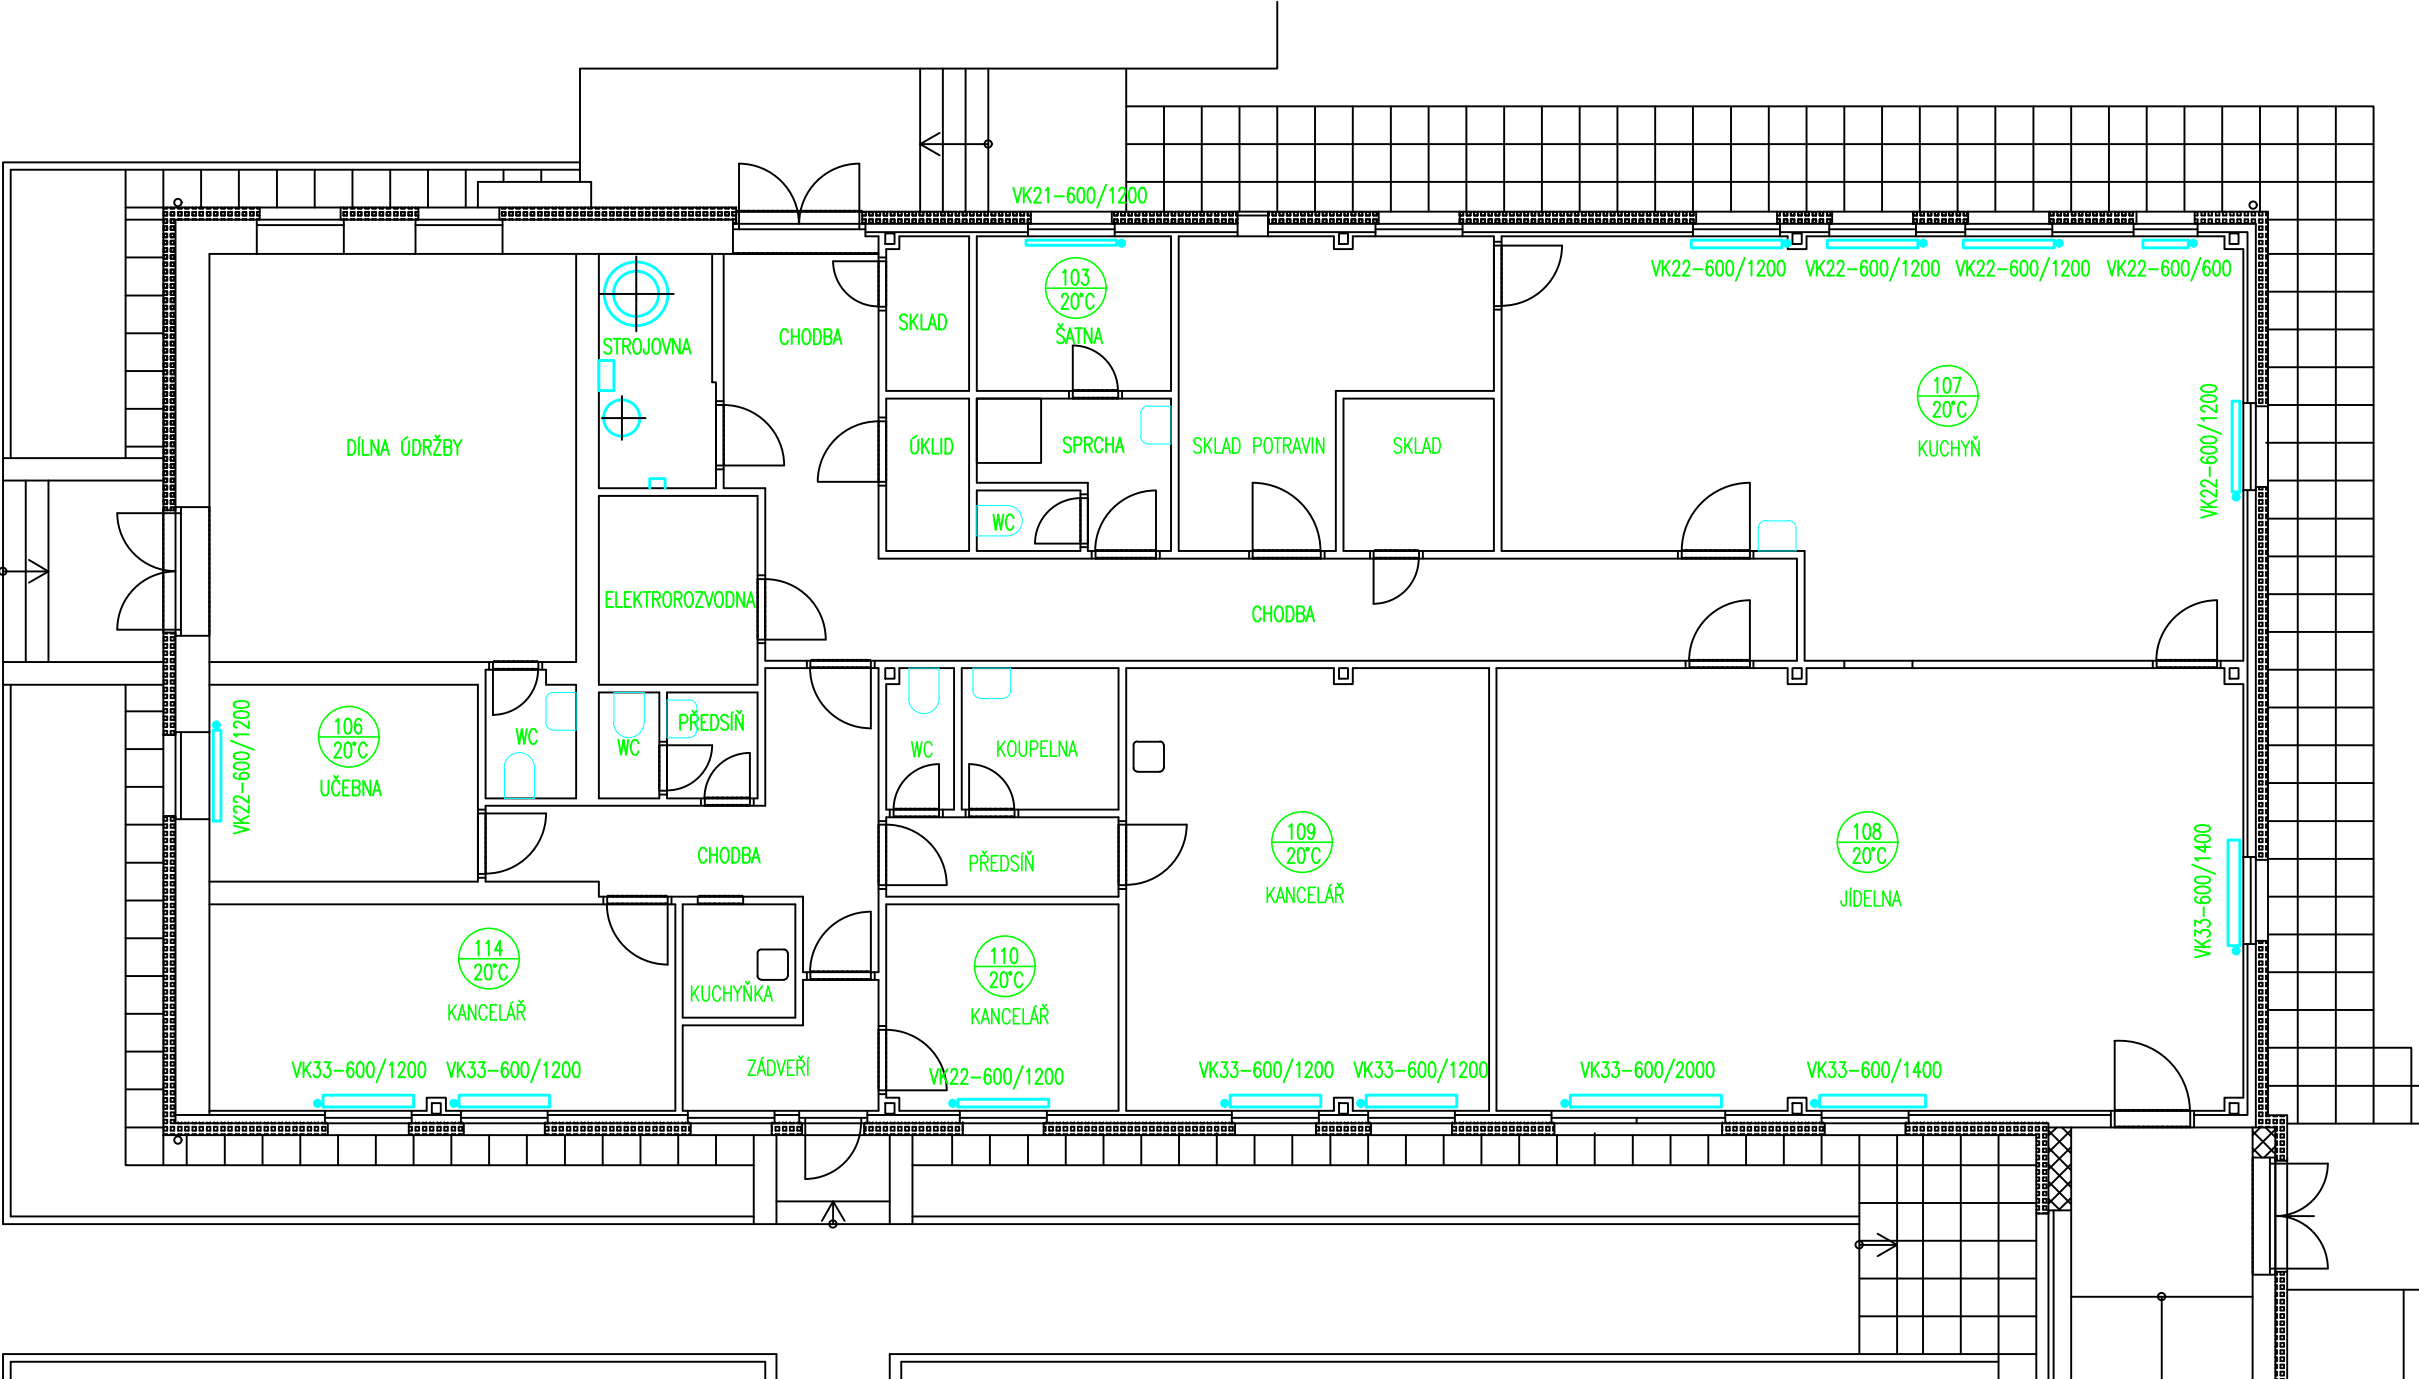 VK21-600/1200
VK22-600/1200
VK22-600/1200
VK22-600/1200
VK22-600/600
103
20°C
ŠATNA
SKLAD
CHODBA
STROJOVNA
107
20°C
KUCHYŇ
VK22-600/1200
DÍLNA ÚDRŽBY
ÚKLID
SPRCHA
SKLAD POTRAVIN
SKLAD
WC
ELEKTROROZVODNA
CHODBA
106
20°C
UČEBNA
VK22-600/1200
WC
WC
PŘEDSÍŇ
WC
KOUPELNA
CHODBA
PŘEDSÍŇ
109
20°C
KANCELÁŘ
108
20°C
JÍDELNA
VK33-600/1400
114
20°C
KANCELÁŘ
KUCHYŇKA
110
20°C
KANCELÁŘ
ZÁDVEŘÍ
VK33-600/1200
VK33-600/1200
VK22-600/1200
VK33-600/1200
VK33-600/1200
VK33-600/2000
VK33-600/1400